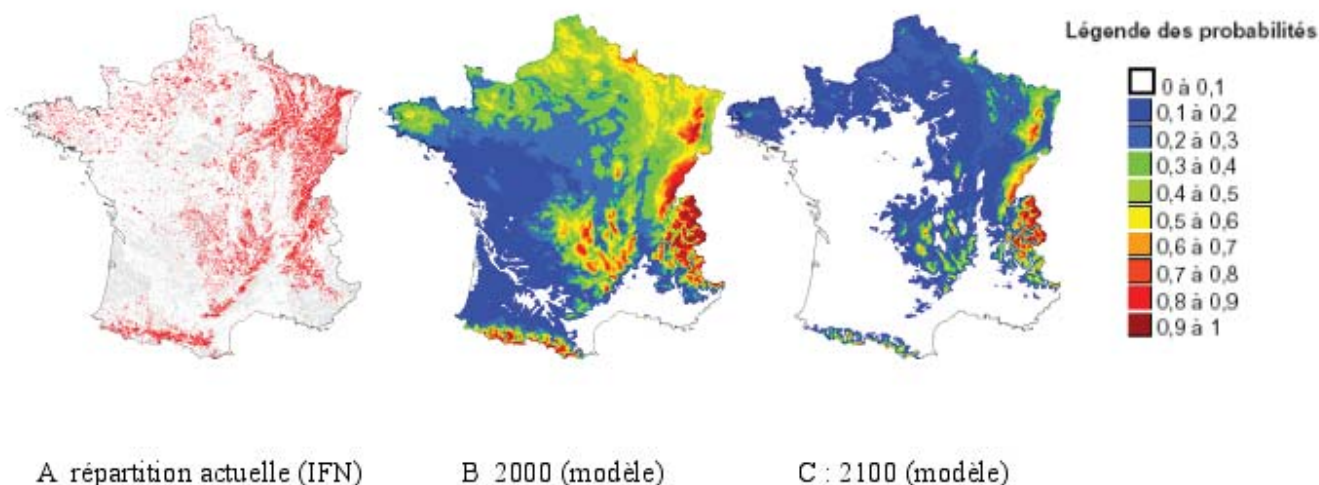 Légende des probabilités
0 à 0,1
0,1 à 0,2
0,2 à 0,3
0,3 à 0,4
0,4 à 0,5
0,5 à 0,6
0,6 à 0,7
0,7 à 0,8
0,8 à 0,9
0,9 à 1
A répartition actuelle (IFN)
B 2000 (modèle)
C : 2100 (modèle)